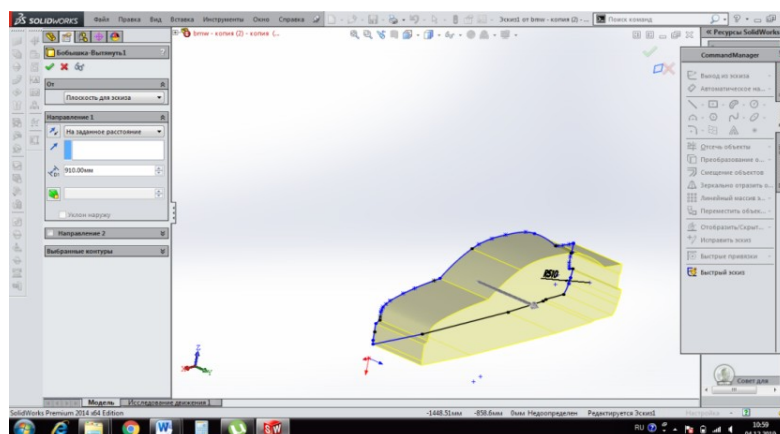 SOLIDWORKS
Файл Правка Вид Вставка Инструменты Окно Справка
Эскиз1 от bmw - копия (2) - ...
Поиск команд
bmw - копия (2) - копия (...
Ресурсы SolidWorks
CommandManager
Бобышка-Вытянуть1
?
От
Плоскость для эскиза
Направление 1
На заданное расстояние
910.00мм
Уклон наружу
Направление 2
Выбранные контуры
Выход из эскиза
Автоматическое на...
Отсечь объекты
Преобразование о...
Смещение объектов
Зеркально отразить о...
Линейный массив э...
Переместить объек...
Отобразить/Скрыт...
Исправить эскиз
Быстрые привязки
Быстрый эскиз
Совет дня
Модель
Исследование движения 1
SolidWorks Premium 2014 x64 Edition
-1448.51мм
-858.6мм
0мм
Недоопределен
Редактируется Эскиз1
Настройка
RU
10:59